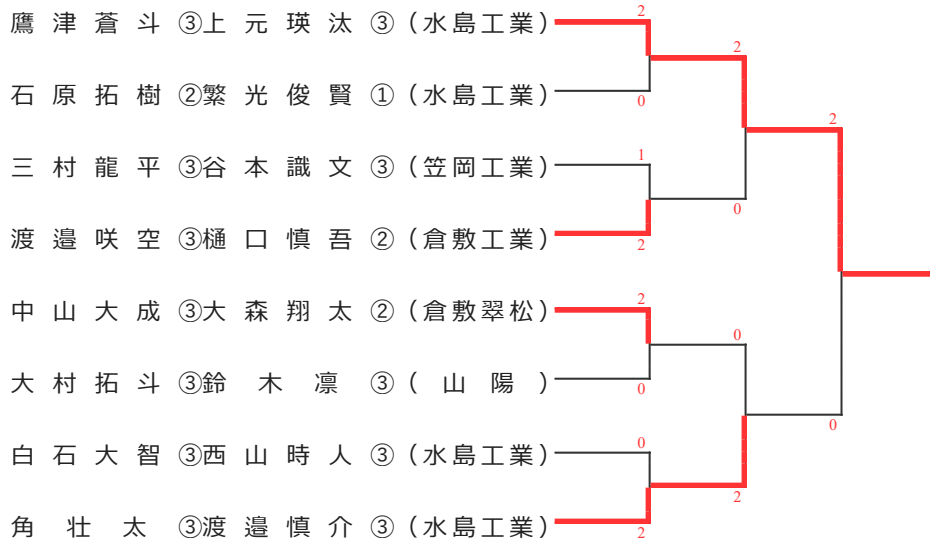 鷹津蒼斗③上元瑛汰③(水島工業)
2
2
石原拓樹②繁光俊賢①(水島工業)
0
2
三村龍平③谷本識文③(笠岡工業)
1
0
渡邉咲空③樋口慎吾②(倉敷工業)
2
中山大成③大森翔太②(倉敷翠松)
2
0
大村拓斗③鈴木凛③(山陽)
0
0
白石大智③西山時人③(水島工業)
0
2
角壮太③渡邉慎介③(水島工業)
2